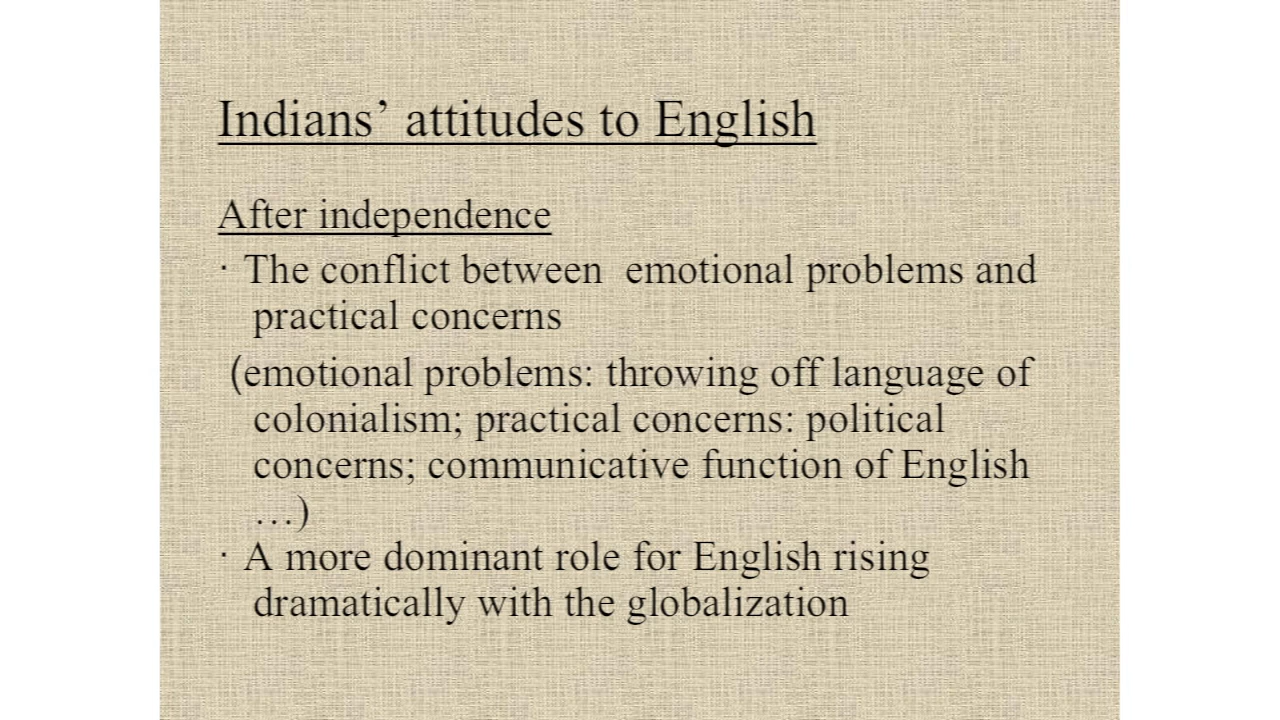 Indians’ attitudes to English
After independence
· The conflict between  emotional problems and
practical concerns
(emotional problems: throwing off language of
colonialism; practical concerns: political
concerns; communicative function of English
…)
· A more dominant role for English rising
dramatically with the globalization